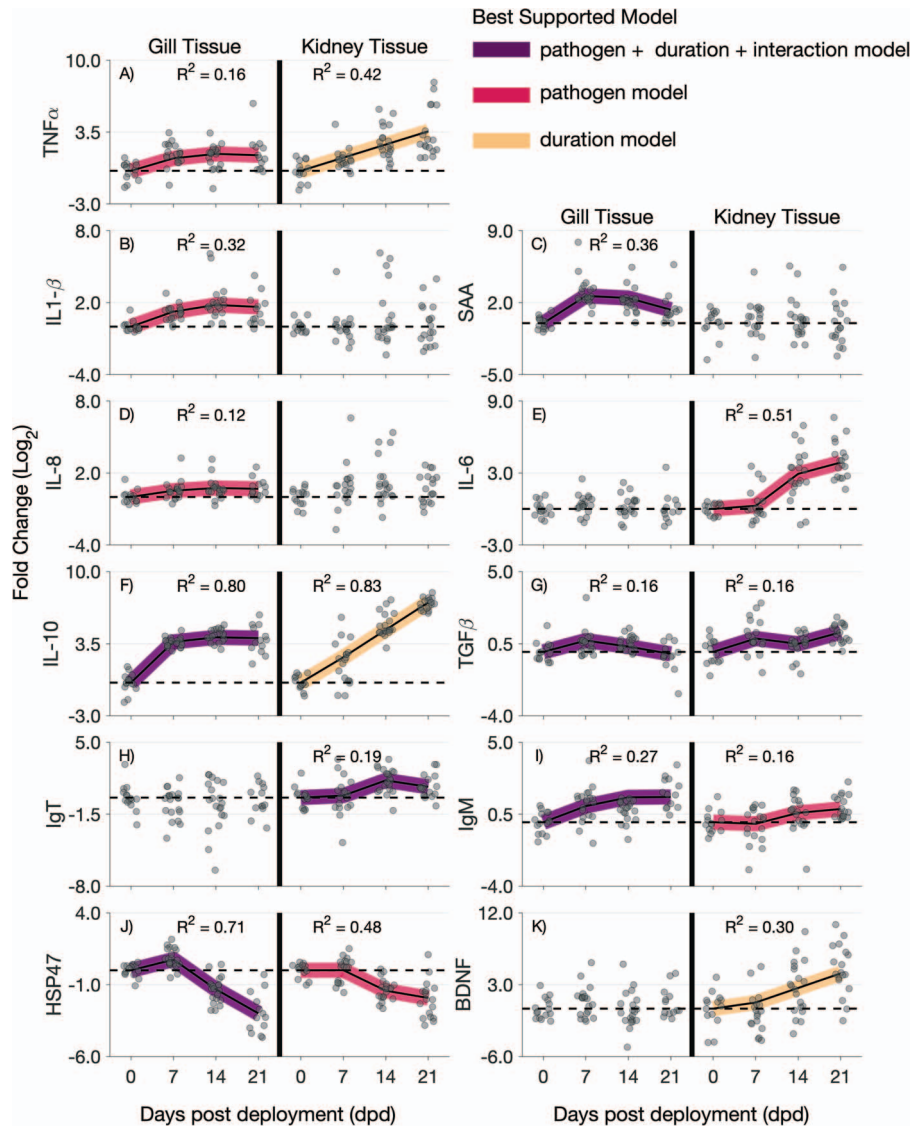 Best Supported Model
pathogen + duration + interaction model
pathogen model
duration model
Gill Tissue Kidney Tissue
A) R² = 0.16 R² = 0.42
10.0
3.5
-3.0
TNFα
Gill Tissue Kidney Tissue
B) R² = 0.32
8.0
2.0
-4.0
IL1-β
C) R² = 0.36
9.0
2.0
-5.0
SAA
D) R² = 0.12
8.0
2.0
-4.0
IL-8
E) R² = 0.51
9.0
3.0
-3.0
IL-6
Fold Change (Log₂)
F) R² = 0.80 R² = 0.83
10.0
3.5
-3.0
IL-10
G) R² = 0.16 R² = 0.16
5.0
0.5
-4.0
TGFβ
H) R² = 0.19
5.0
-1.5
-8.0
IgT
I) R² = 0.27 R² = 0.16
5.0
0.5
-4.0
IgM
J) R² = 0.71 R² = 0.48
4.0
-1.0
-6.0
HSP47
K) R² = 0.30
12.0
3.0
-6.0
BDNF
0 7 14 21 0 7 14 21
0 7 14 21 0 7 14 21
Days post deployment (dpd)
Days post deployment (dpd)